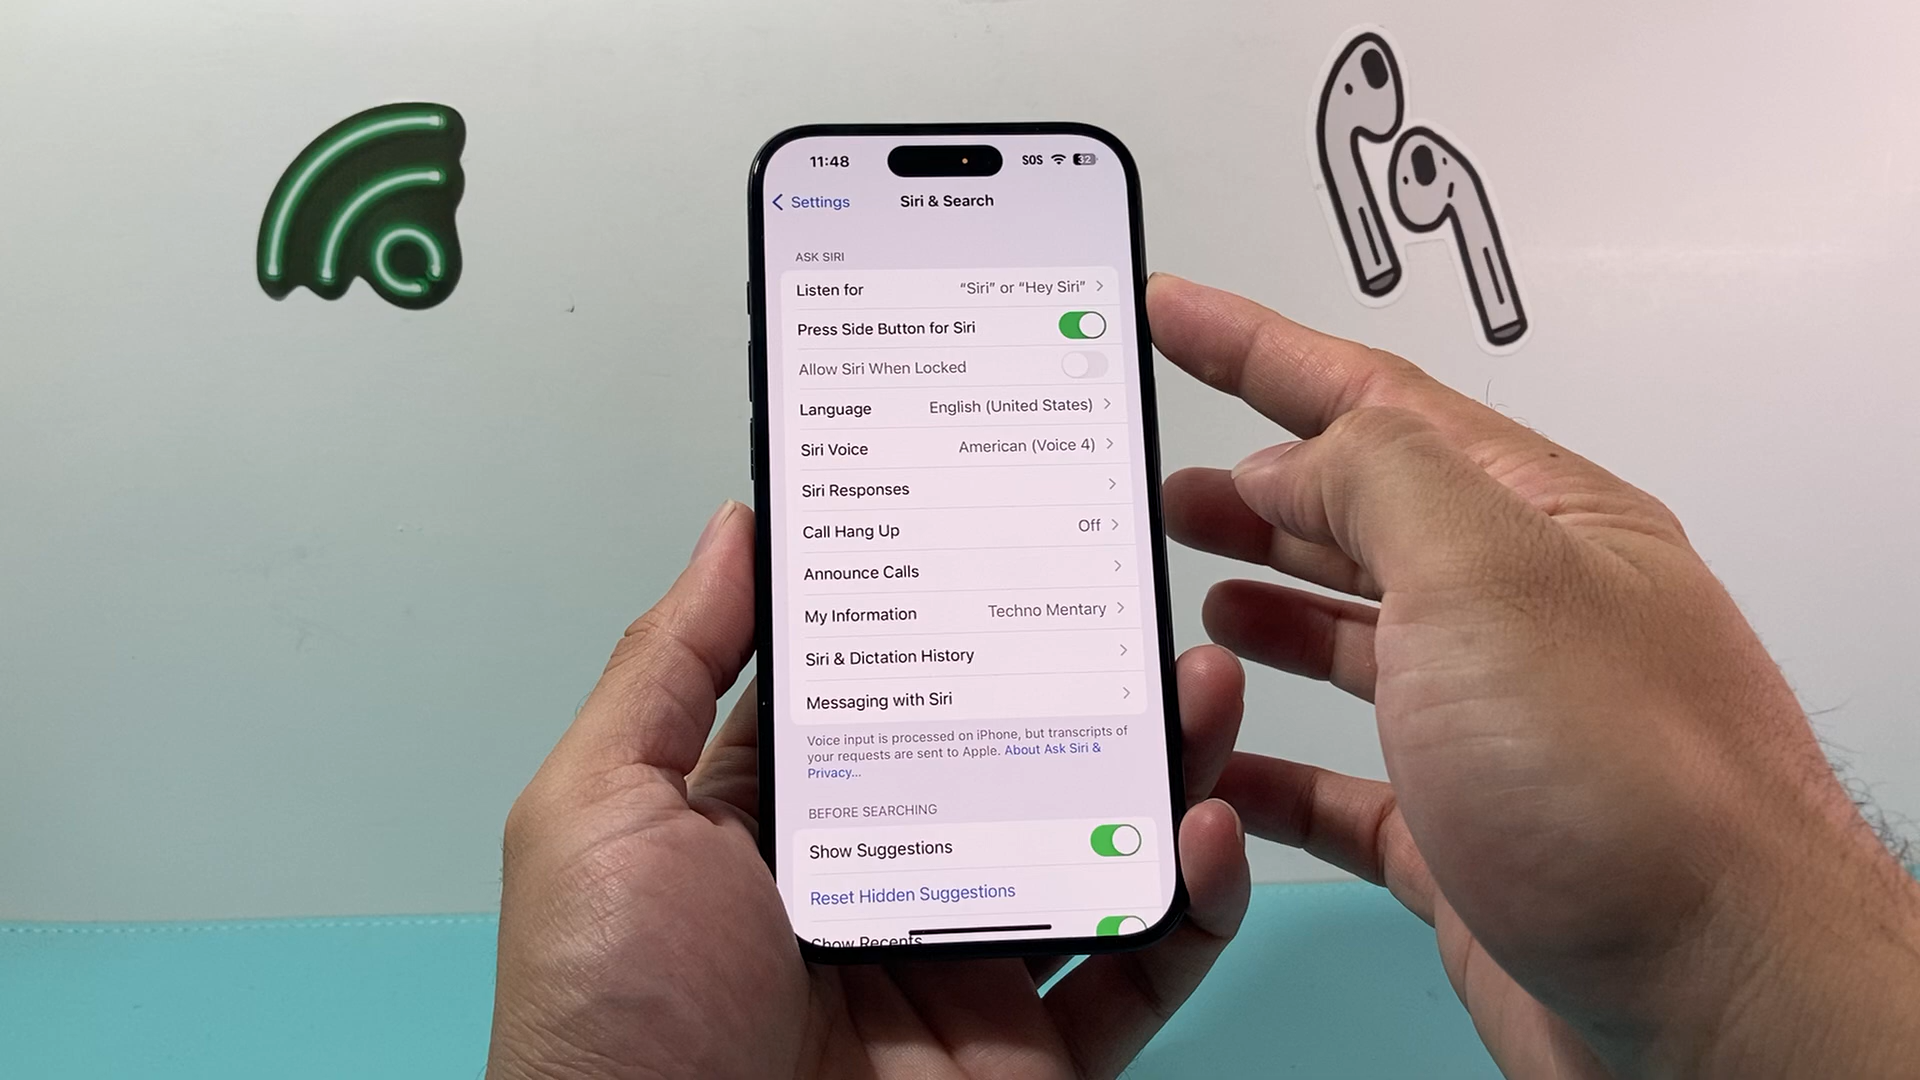 11:48 SOS 32
Settings Siri & Search
ASK SIRI
Listen for “Siri” or “Hey Siri”
Press Side Button for Siri
Allow Siri When Locked
Language English (United States)
Siri Voice American (Voice 4)
Siri Responses
Call Hang Up Off
Announce Calls
My Information Techno Mentary
Siri & Dictation History
Messaging with Siri
Voice input is processed on iPhone, but transcripts of
your requests are sent to Apple. About Ask Siri &
Privacy...
BEFORE SEARCHING
Show Suggestions
Reset Hidden Suggestions
Show Recents